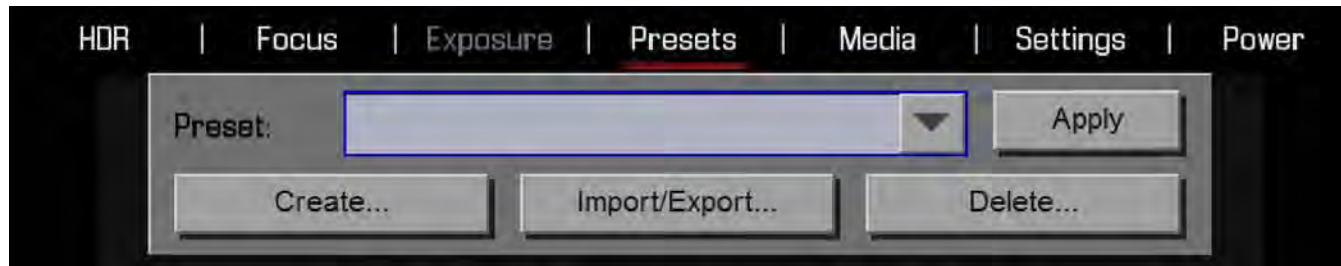 HDR | Focus | Exposure | Presets | Media | Settings | Power
Preset: Apply
Create... Import/Export... Delete...